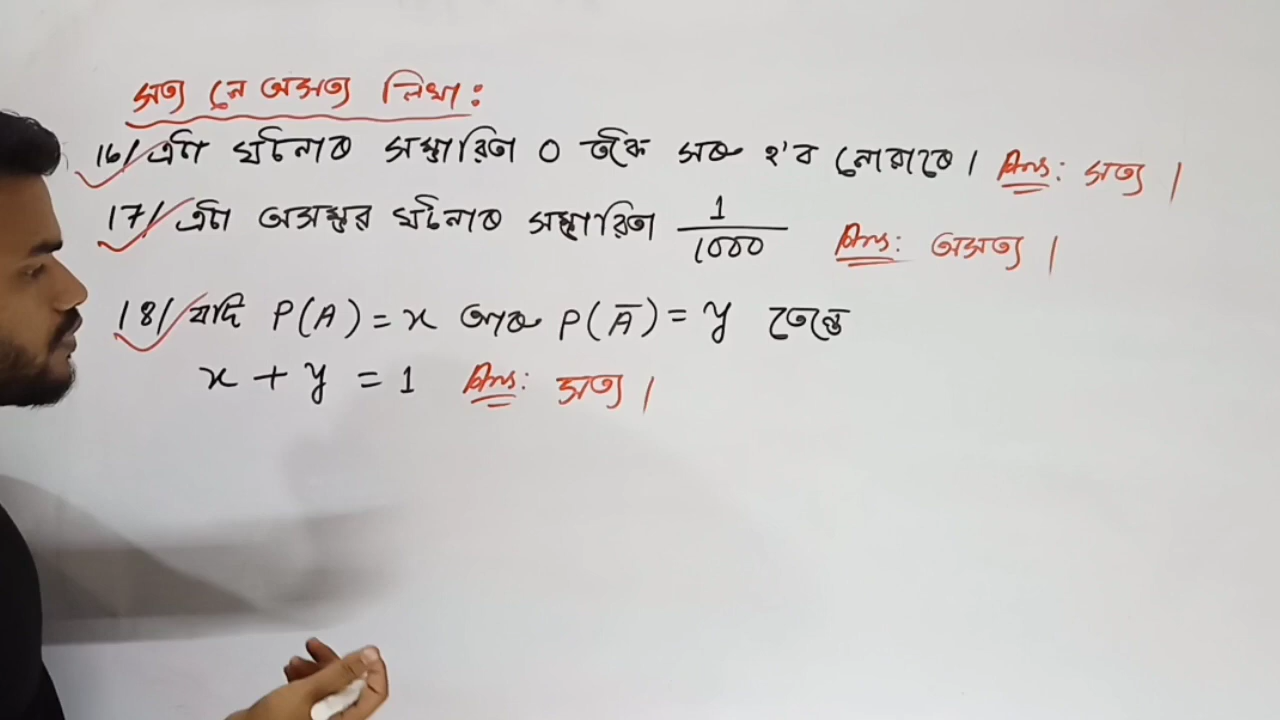 সত্য নে অসত্য লিখা:
16/ এটা ঘটনাৰ সম্ভাৱিতা 0 তকৈ সৰু হ'ব নোৱাৰে। Ans: সত্য।
17/ এটা অসম্ভৱ ঘটনাৰ সম্ভাৱিতা 1/1000 Ans: অসত্য।
18/ যদি P(A) = x আৰু P(Ā) = y তেন্তে
x + y = 1 Ans: সত্য।